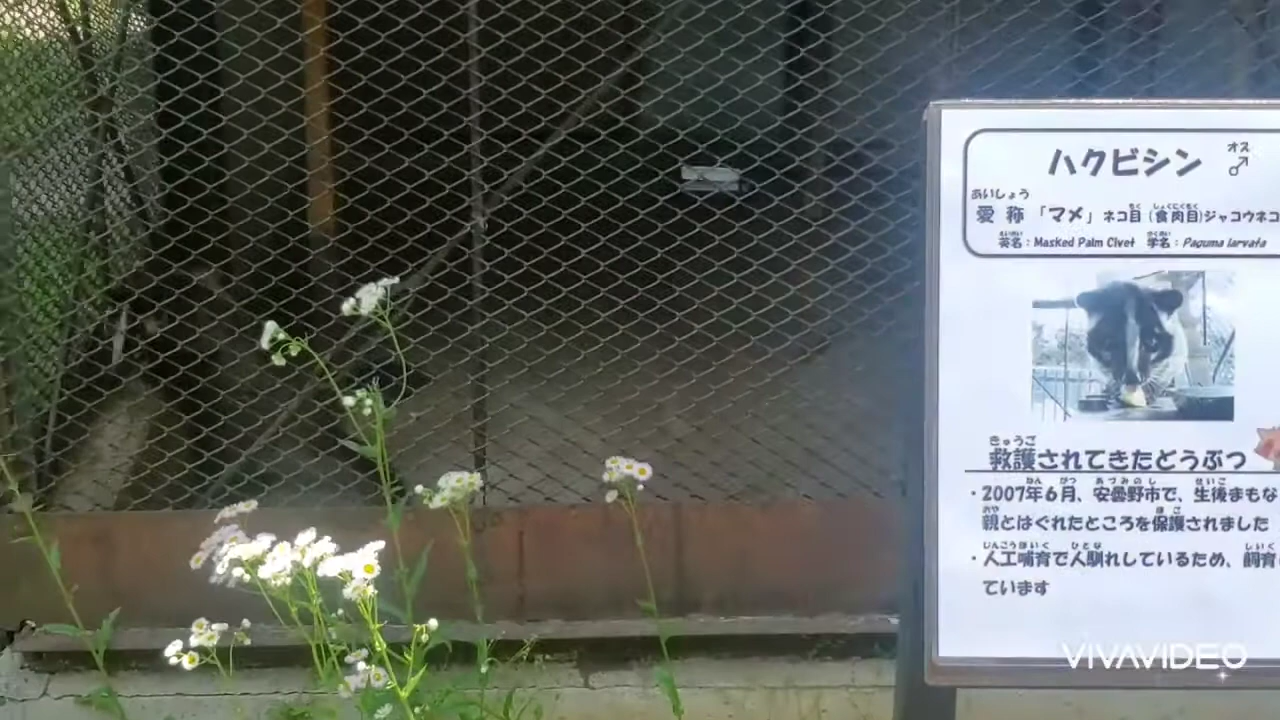 ハクビシン オス ♂
あいしょう
愛称「マメ」ネコ目(食肉目)ジャコウネコ
英名:Masked Palm Civet 学名:Paguma larvata
きゅうご
救護されてきたどうぶつ
・2007年6月、安曇野市で、生後まもな
親とはぐれたところを保護されました
・人工哺育で人馴れしているため、飼育
ています
VIVAVIDEO